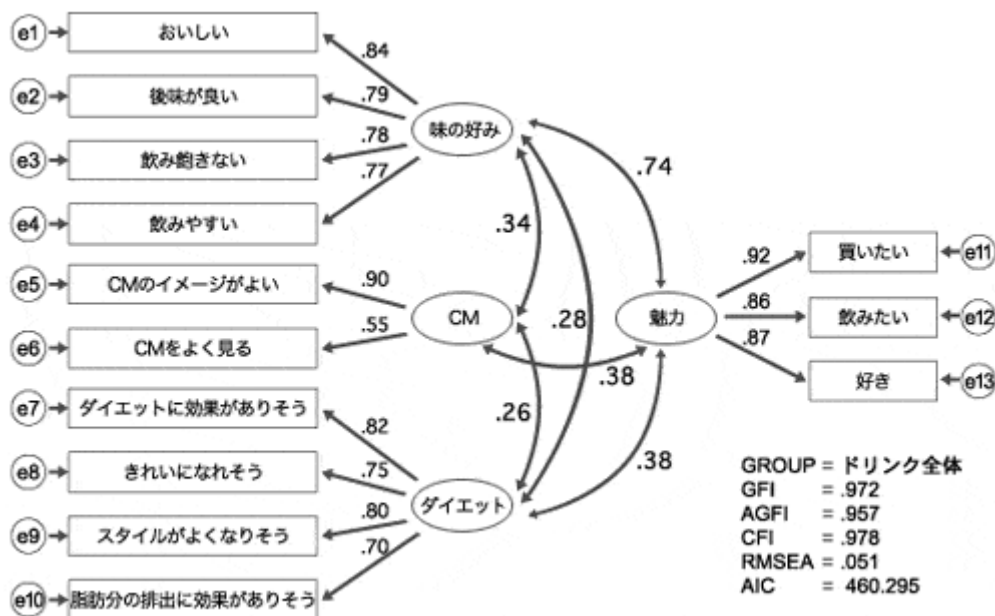 e1
おいしい
.84
e2
後味が良い
.79
e3
飲み飽きない
.78
e4
飲みやすい
.77
味の好み
e5
CMのイメージがよい
.90
e6
CMをよく見る
.55
CM
e7
ダイエットに効果がありそう
.82
e8
きれいになれそう
.75
e9
スタイルがよくなりそう
.80
e10
脂肪分の排出に効果がありそう
.70
ダイエット
.74
.34
.28
.38
.26
.38
魅力
.92
買いたい
e11
.86
飲みたい
e12
.87
好き
e13
GROUP = ドリンク全体
GFI = .972
AGFI = .957
CFI = .978
RMSEA = .051
AIC = 460.295